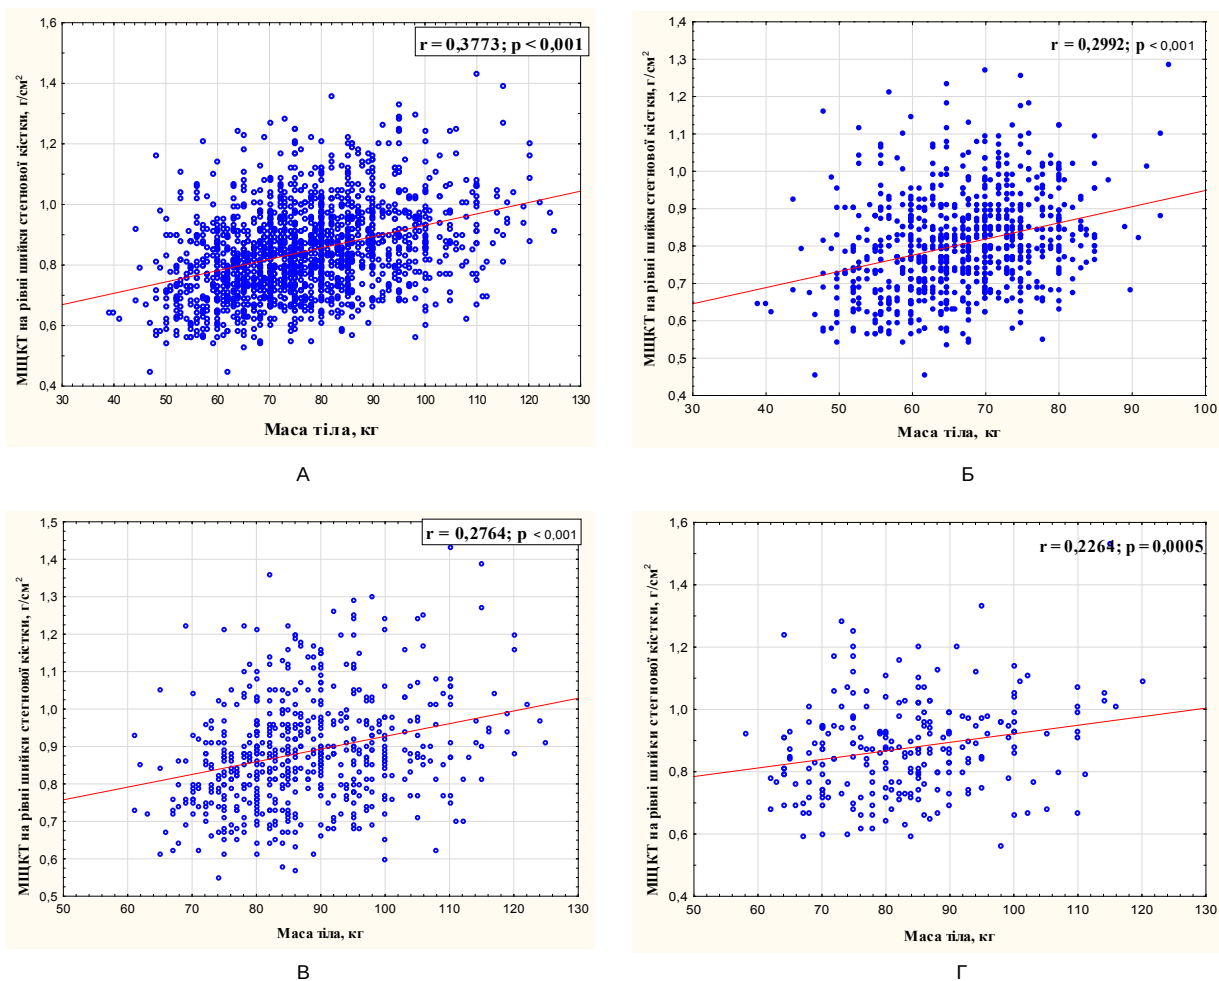 r = 0,3773; p < 0,001
МЩКТ на рівні шийки стегнової кістки, г/см²
1,6
1,4
1,2
1,0
0,8
0,6
0,4
30 40 50 60 70 80 90 100 110 120 130
Маса тіла, кг
А
r = 0,2992; p < 0,001
МЩКТ на рівні шийки стегнової кістки, г/см²
1,4
1,3
1,2
1,1
1,0
0,9
0,8
0,7
0,6
0,5
0,4
30 40 50 60 70 80 90 100
Маса тіла, кг
Б
r = 0,2764; p < 0,001
МЩКТ на рівні шийки стегнової кістки, г/см²
1,5
1,4
1,3
1,2
1,1
1,0
0,9
0,8
0,7
0,6
0,5
50 60 70 80 90 100 110 120 130
Маса тіла, кг
В
r = 0,2264; p = 0,0005
МЩКТ на рівні шийки стегнової кістки, г/см²
1,6
1,4
1,2
1,0
0,8
0,6
0,4
50 60 70 80 90 100 110 120 130
Маса тіла, кг
Г